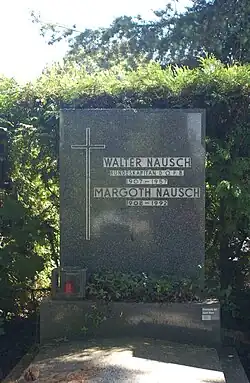 WALTER NAUSCH
BUNDESKAPITÄN D.Ö.F.B
1907–1957
MARGOTH NAUSCH
1908–1992